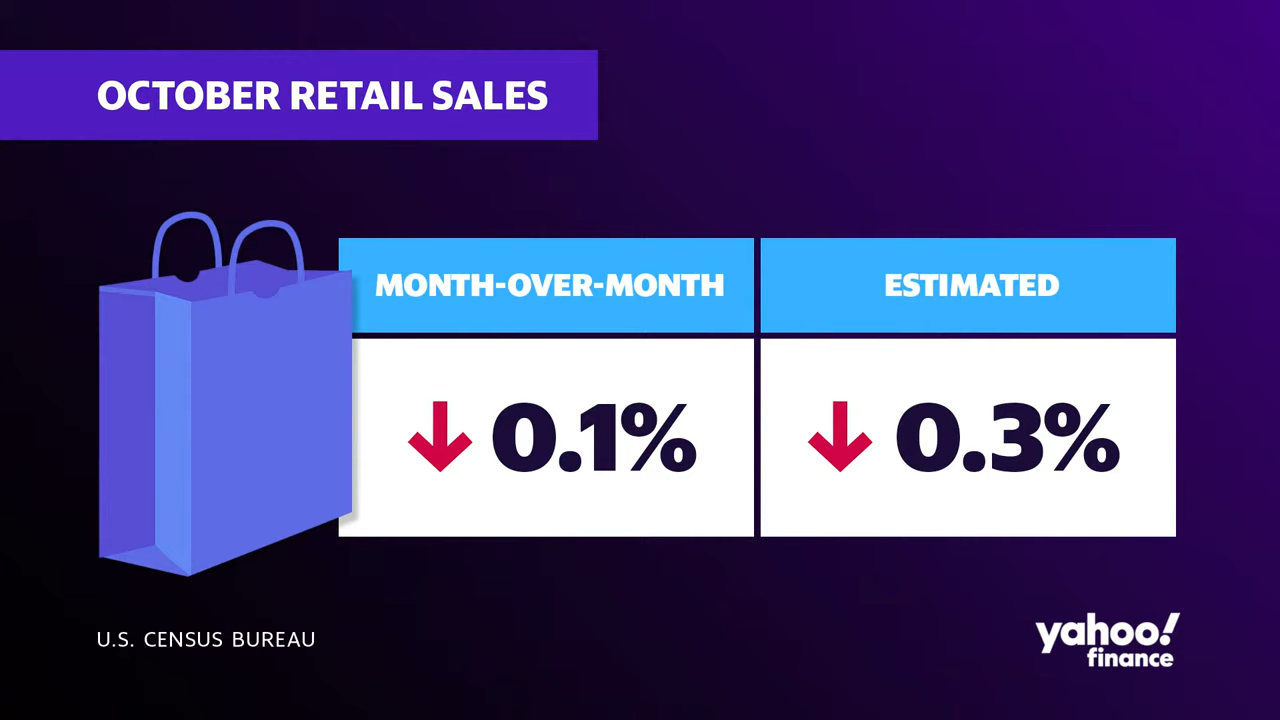 OCTOBER RETAIL SALES
MONTH-OVER-MONTH
ESTIMATED
↓ 0.1%
↓ 0.3%
U.S. CENSUS BUREAU
yahoo!
finance